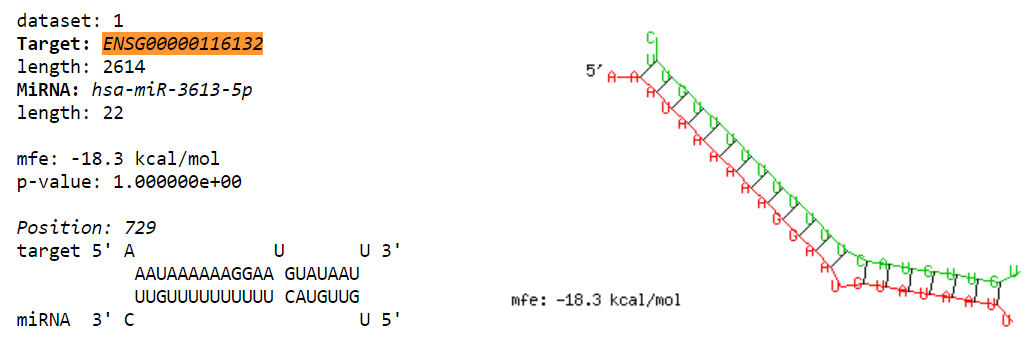 dataset: 1
Target: ENSG00000116132
length: 2614
MiRNA: hsa-miR-3613-5p
length: 22
mfe: -18.3 kcal/mol
p-value: 1.000000e+00
Position: 729
target 5' A U U 3'
AAUAAAAAAGGAA GUAUAAU
UUGUUUUUUUUUU CAUGUUG
miRNA 3' C U 5'
5'
C U U G U U U U U U U U U U C A U G U U G U
A A A U A A A A A A G G A A U G U A U A A U U
mfe: -18.3 kcal/mol